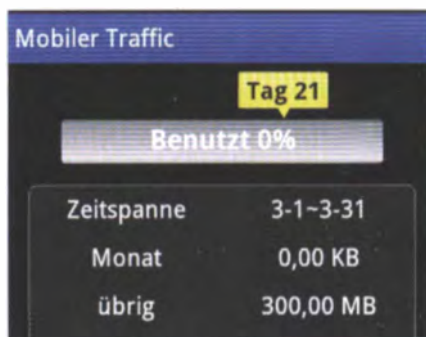 Mobiler Traffic
Tag 21
Benutzt 0%
Zeitspanne 3-1~3-31
Monat 0,00 KB
übrig 300,00 MB